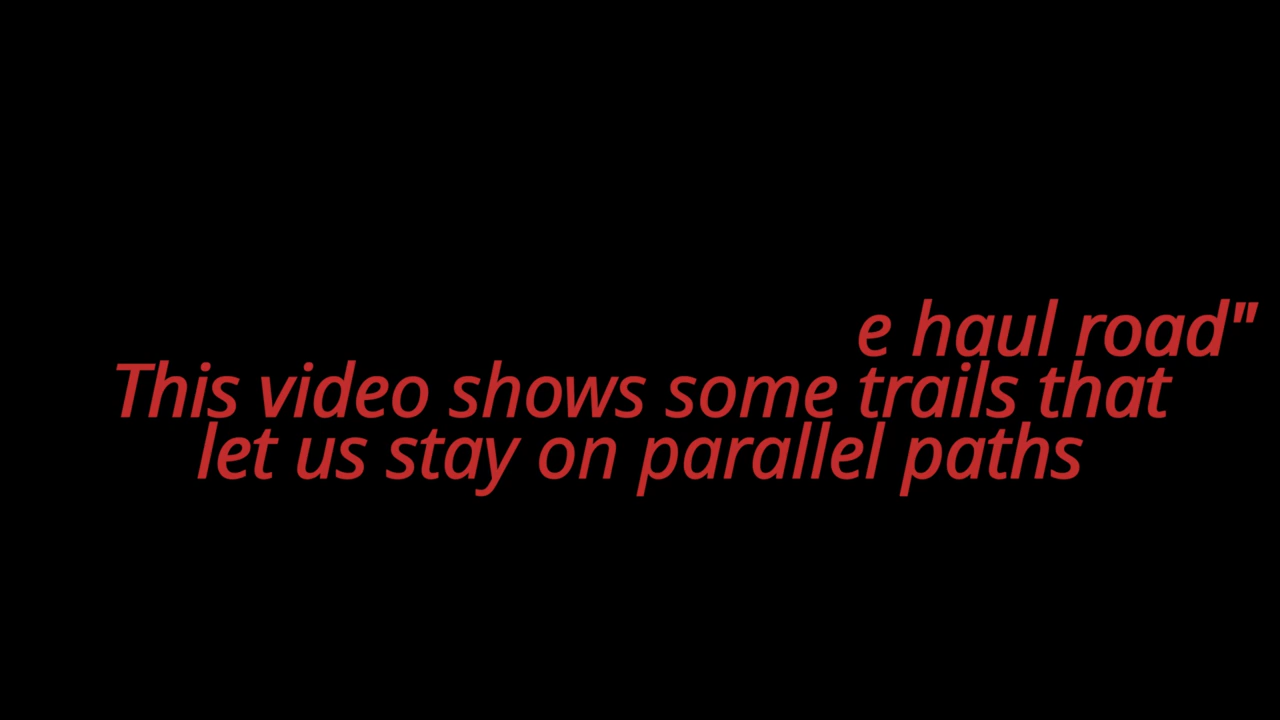 e haul road"
This video shows some trails that
let us stay on parallel paths